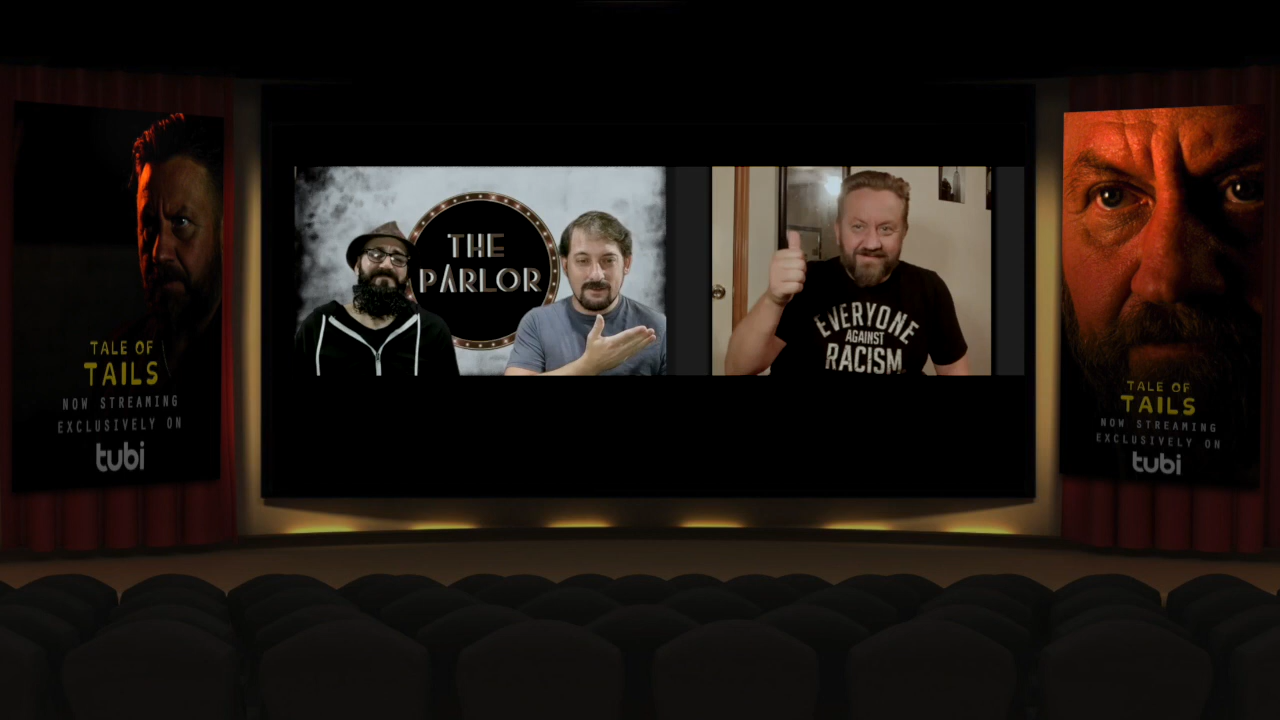 TALE OF
TAILS
NOW STREAMING
EXCLUSIVELY ON
tubi
THE
PARLOR
EVERYONE
AGAINST
RACISM
TALE OF
TAILS
NOW STREAMING
EXCLUSIVELY ON
tubi